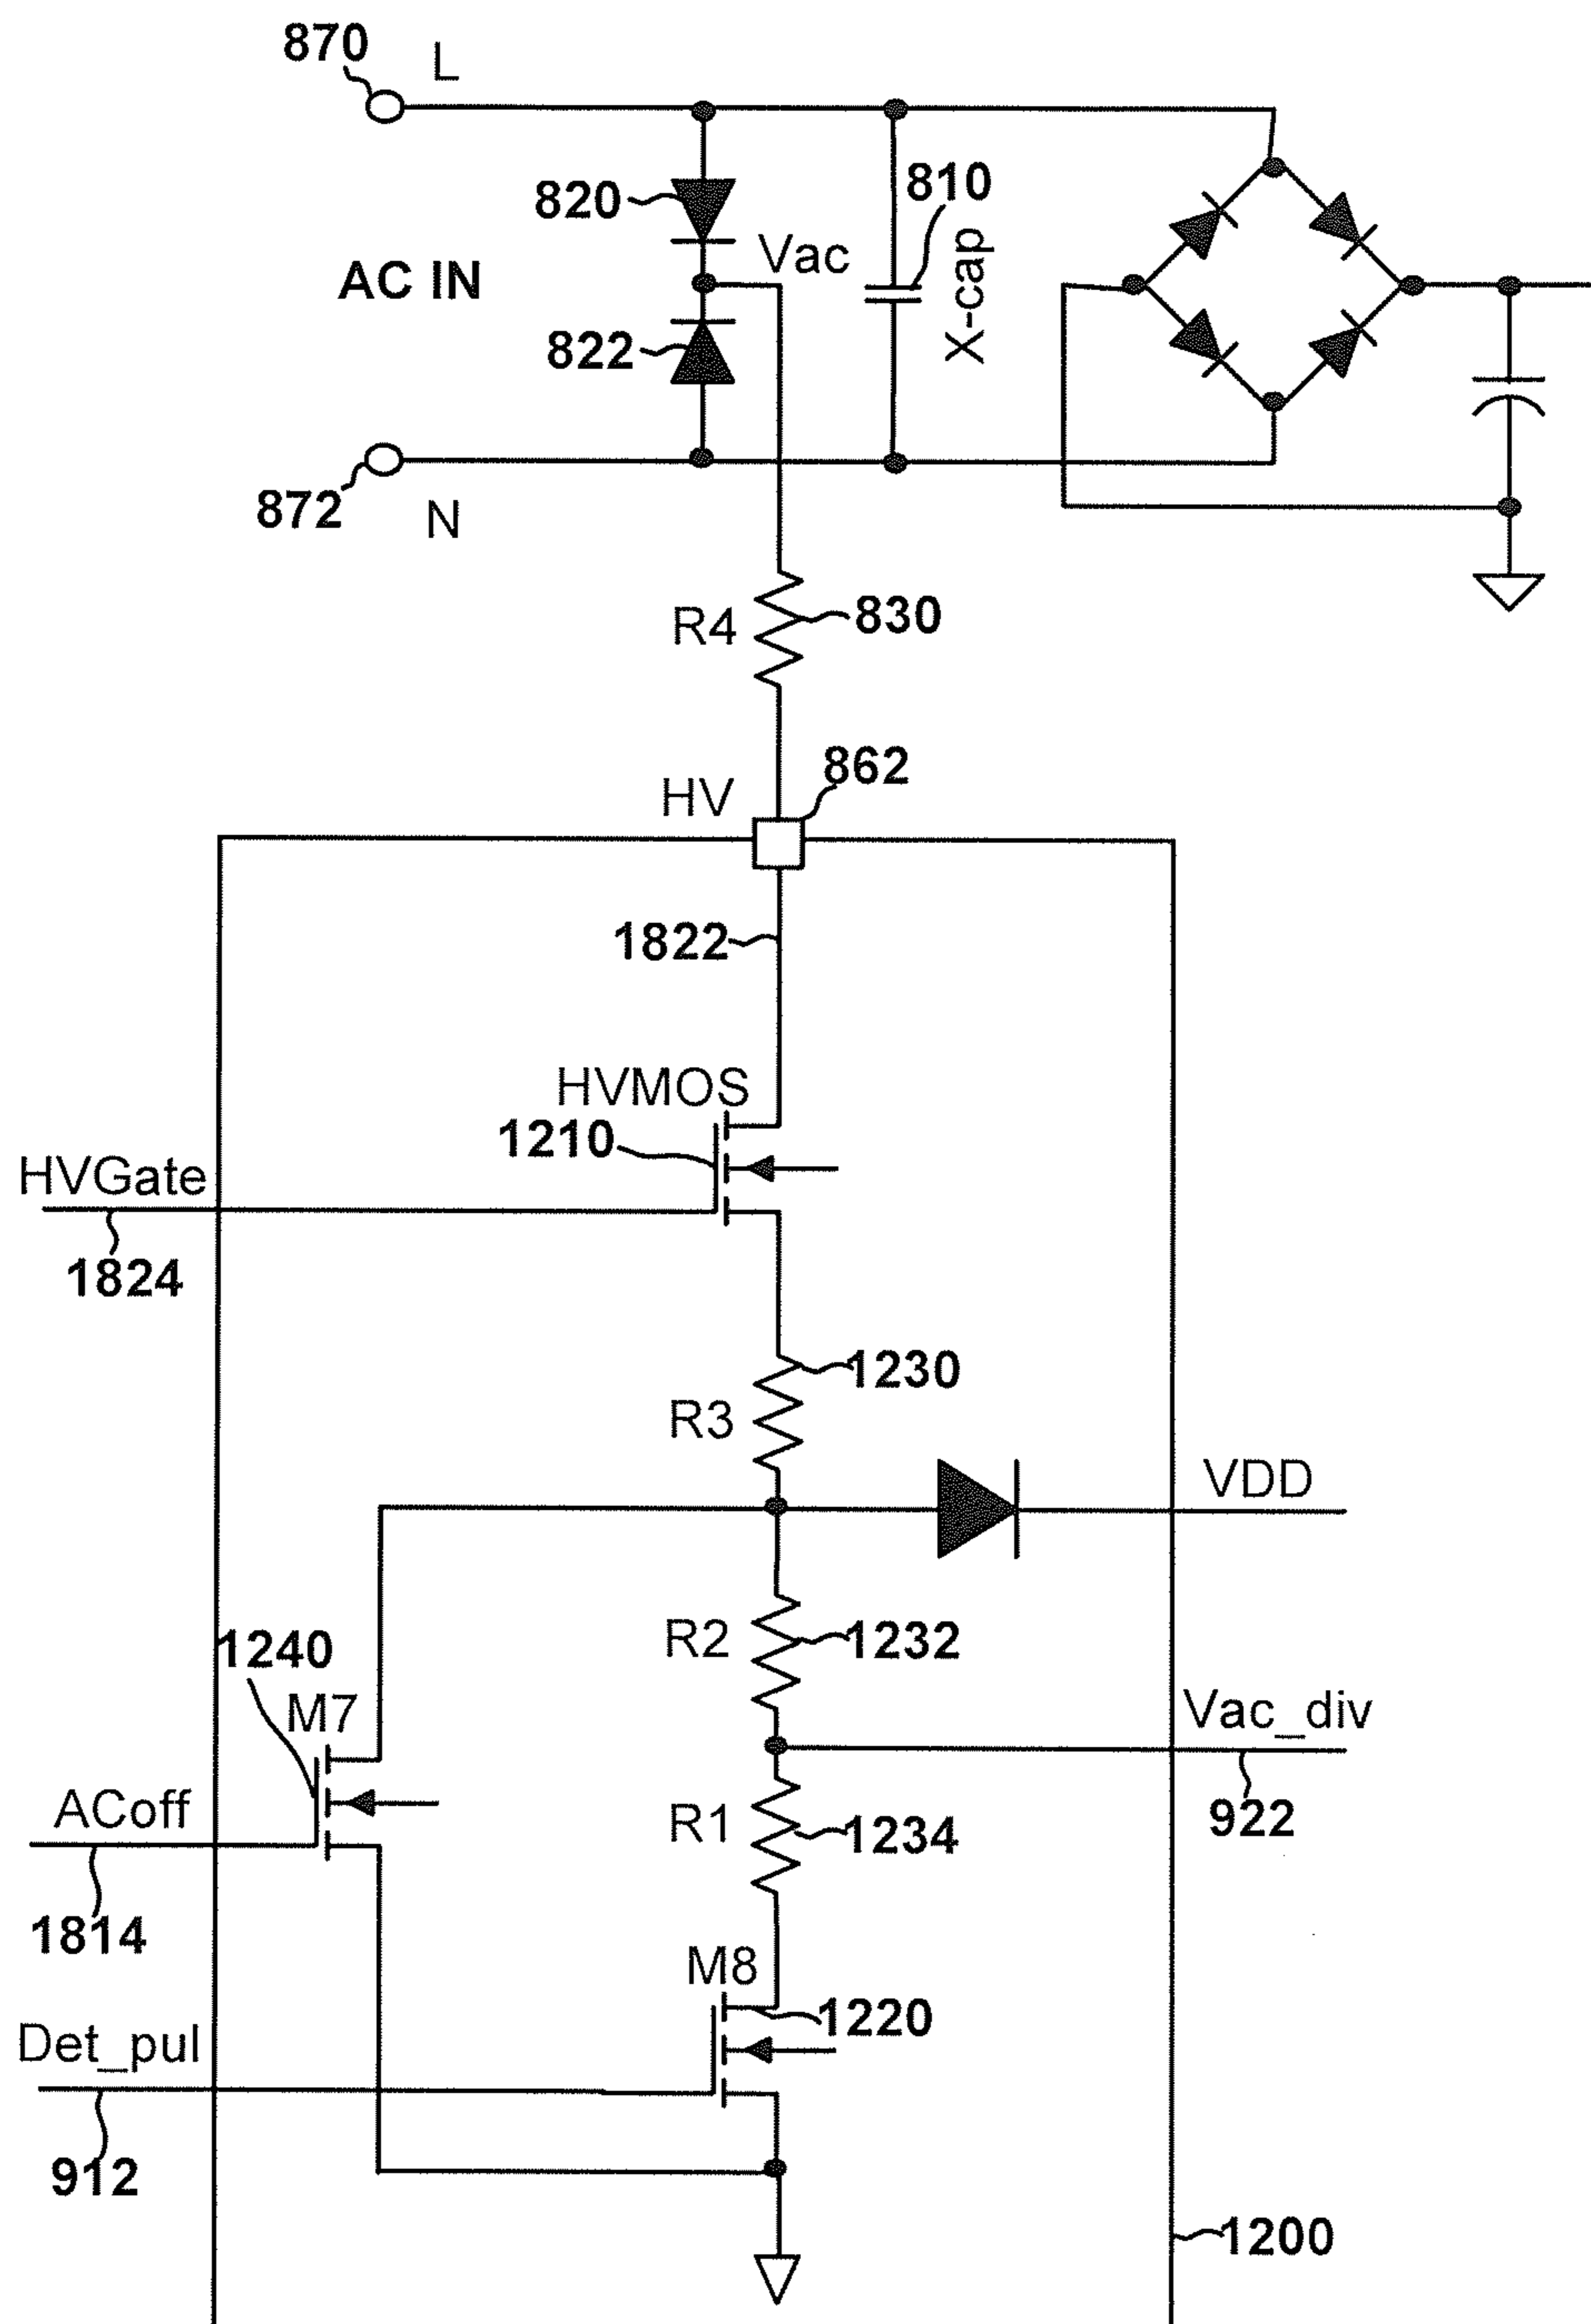 870
L
820
AC IN
Vac
810
X-cap
822
872
N
R4
830
HV
862
1822
HVMOS
1210
HVGate
1824
1230
R3
VDD
R2
1232
1240
M7
Vac_div
922
ACoff
R1
1234
1814
M8
1220
Det_pul
912
1200